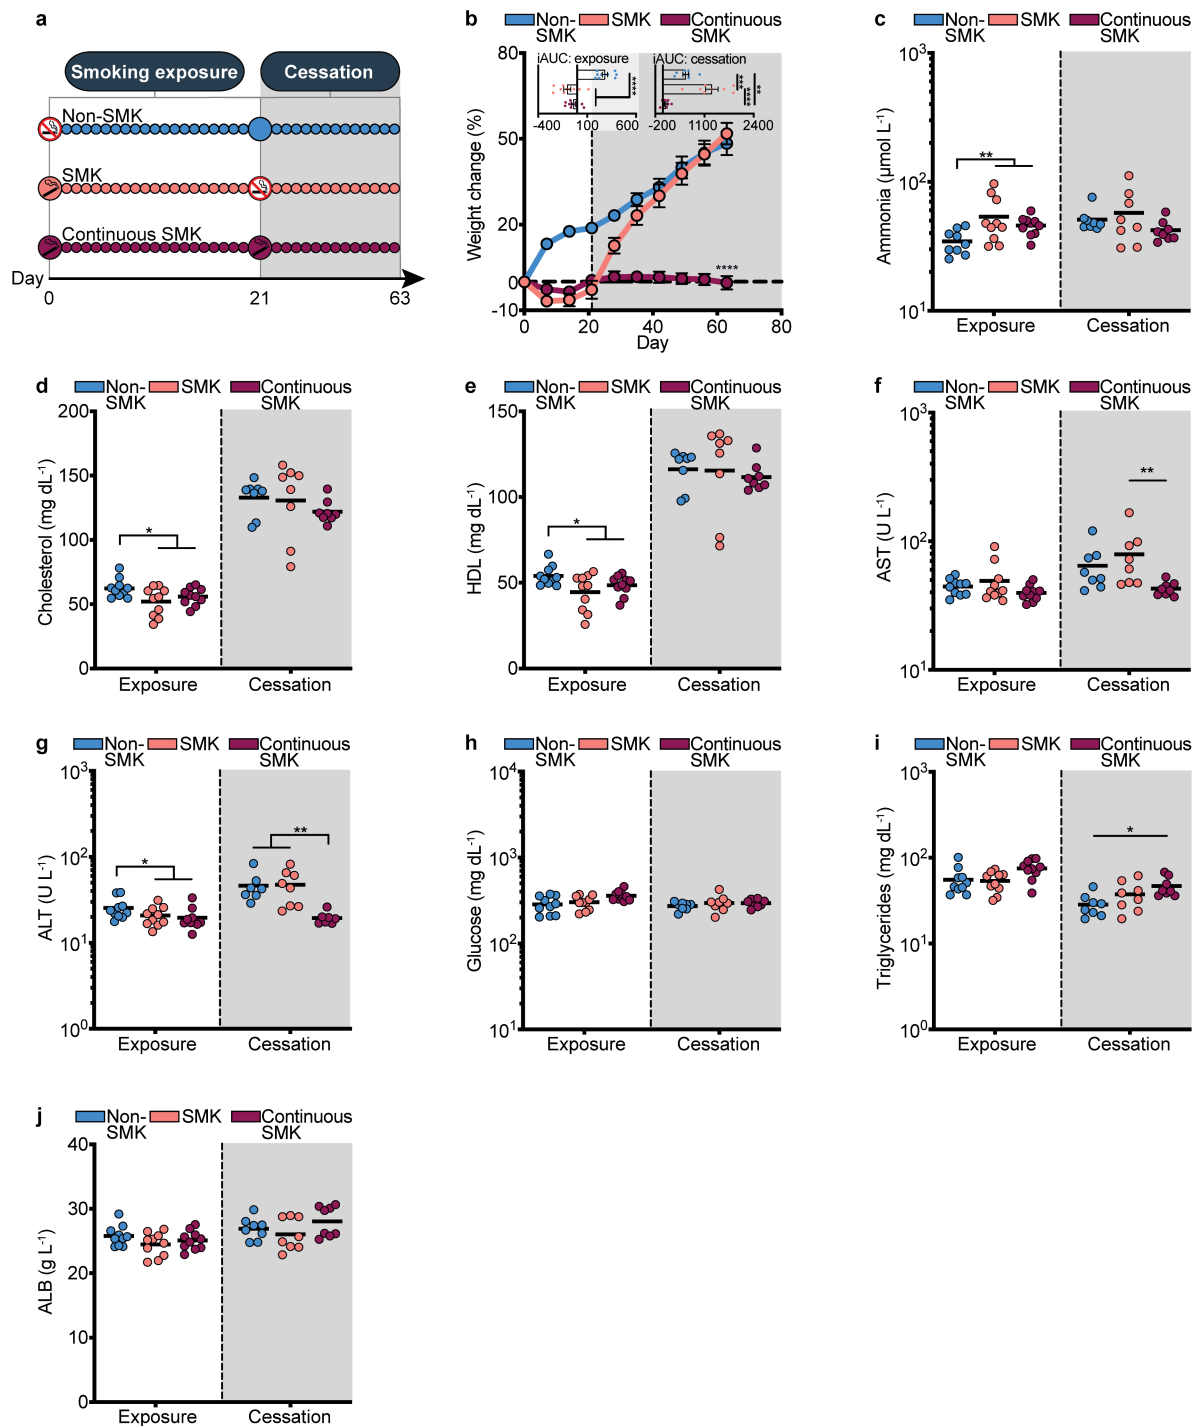 a
Smoking exposure
Cessation
Non-SMK
SMK
Continuous SMK
Day
0
21
63
b
Non-
SMK
SMK
Continuous
SMK
80
50
20
0
-10
Weight change (%)
iAUC: exposure
iAUC: cessation
****
***
****
**
-400
100
600
-200
1100
2400
****
0
20
40
60
80
Day
c
Non-
SMK
SMK
Continuous
SMK
10³
10²
10¹
Ammonia (μmol L⁻¹)
**
Exposure
Cessation
d
Non-
SMK
SMK
Continuous
SMK
200
150
100
50
0
Cholesterol (mg dL⁻¹)
*
Exposure
Cessation
e
Non-
SMK
SMK
Continuous
SMK
150
100
50
0
HDL (mg dL⁻¹)
*
Exposure
Cessation
f
Non-
SMK
SMK
Continuous
SMK
10³
10²
10¹
AST (U L⁻¹)
**
Exposure
Cessation
g
Non-
SMK
SMK
Continuous
SMK
10³
10²
10¹
10⁰
ALT (U L⁻¹)
*
**
Exposure
Cessation
h
Non-
SMK
SMK
Continuous
SMK
10⁴
10³
10²
10¹
Glucose (mg dL⁻¹)
Exposure
Cessation
i
Non-
SMK
SMK
Continuous
SMK
10³
10²
10¹
10⁰
Triglycerides (mg dL⁻¹)
*
Exposure
Cessation
j
Non-
SMK
SMK
Continuous
SMK
40
30
20
10
0
ALB (g L⁻¹)
Exposure
Cessation